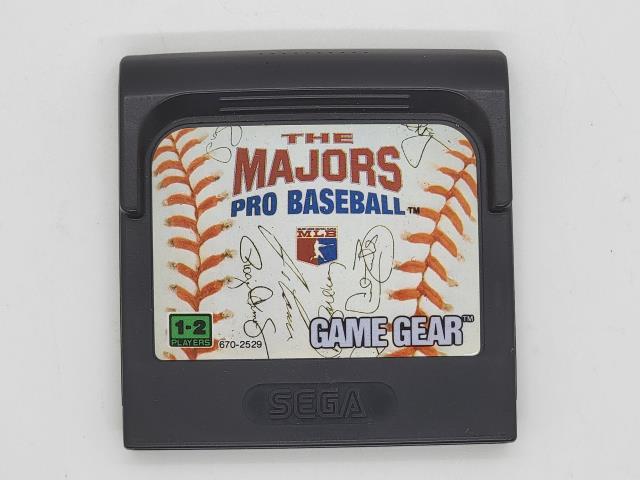 THE
MAJORS
PRO BASEBALL™
MLB
1-2
PLAYERS
670-2529
GAME GEAR™
SEGA